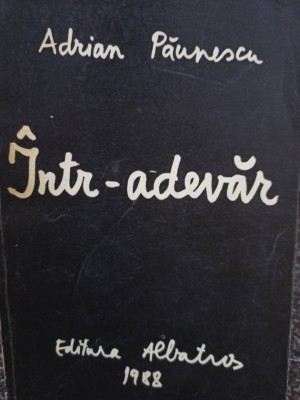 Adrian Păunescu
Într-adevăr
Editura Albatros
1988